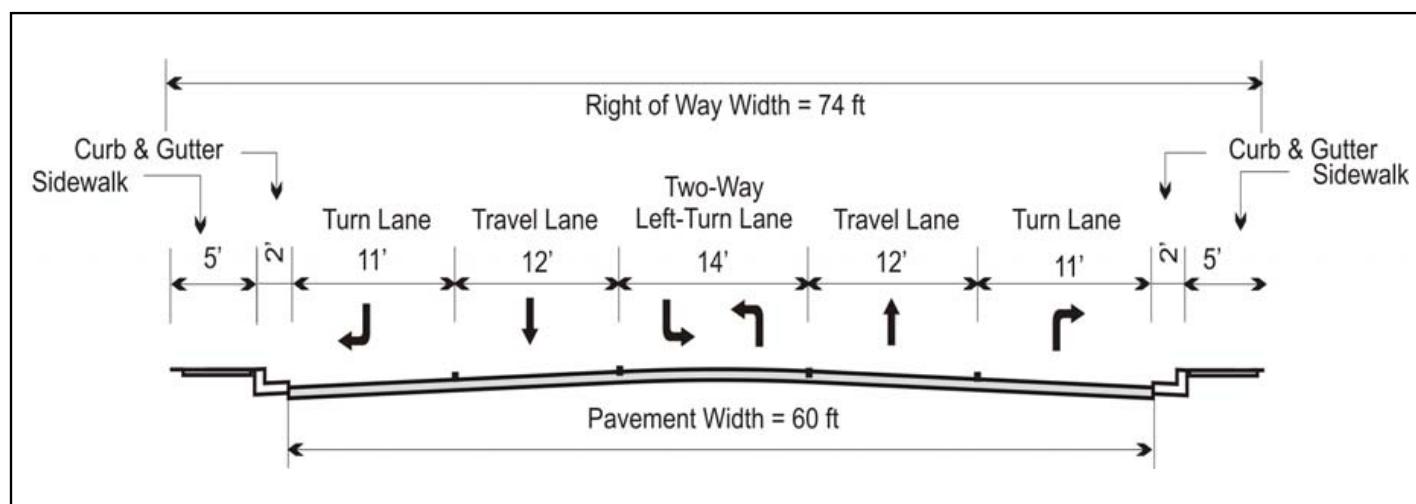 Right of Way Width = 74 ft
Curb & Gutter
Curb & Gutter
Sidewalk
Sidewalk
Two-Way
Turn Lane
Travel Lane
Left-Turn Lane
Travel Lane
Turn Lane
5’
2’
11’
12’
14’
12’
11’
2’
5’
Pavement Width = 60 ft